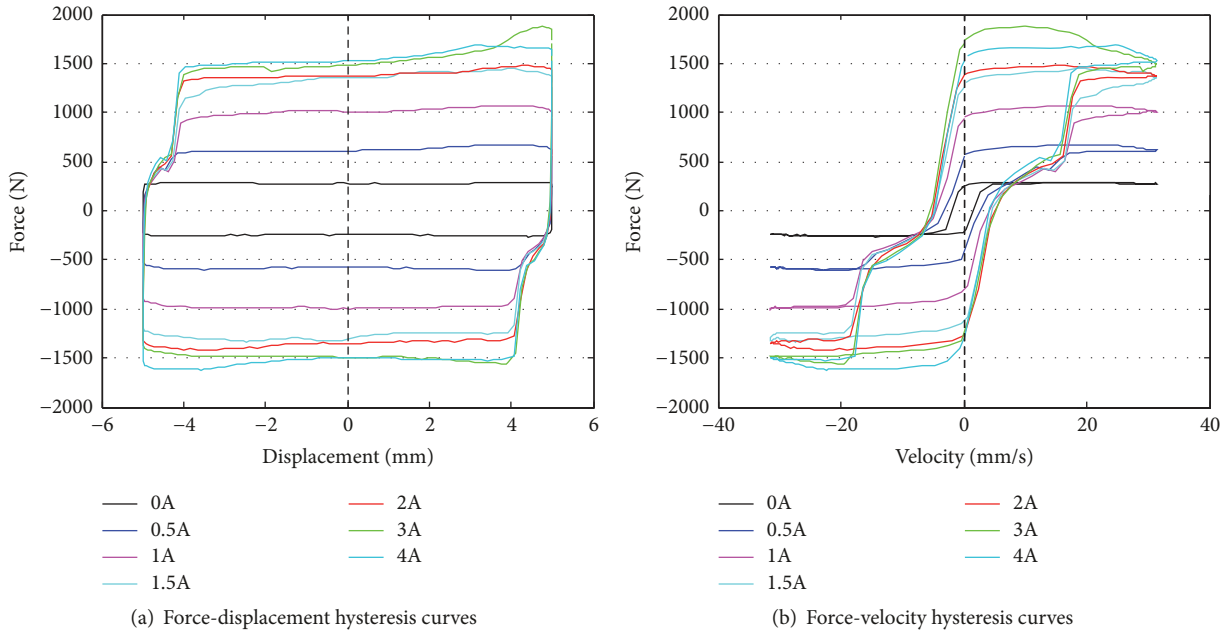 2000
1500
1000
500
0
−500
−1000
−1500
−2000
Force (N)
−6
−4
−2
0
2
4
6
Displacement (mm)
0A
0.5A
1A
1.5A
2A
3A
4A
(a) Force-displacement hysteresis curves
2000
1500
1000
500
0
−500
−1000
−1500
−2000
Force (N)
−40
−20
0
20
40
Velocity (mm/s)
0A
0.5A
1A
1.5A
2A
3A
4A
(b) Force-velocity hysteresis curves